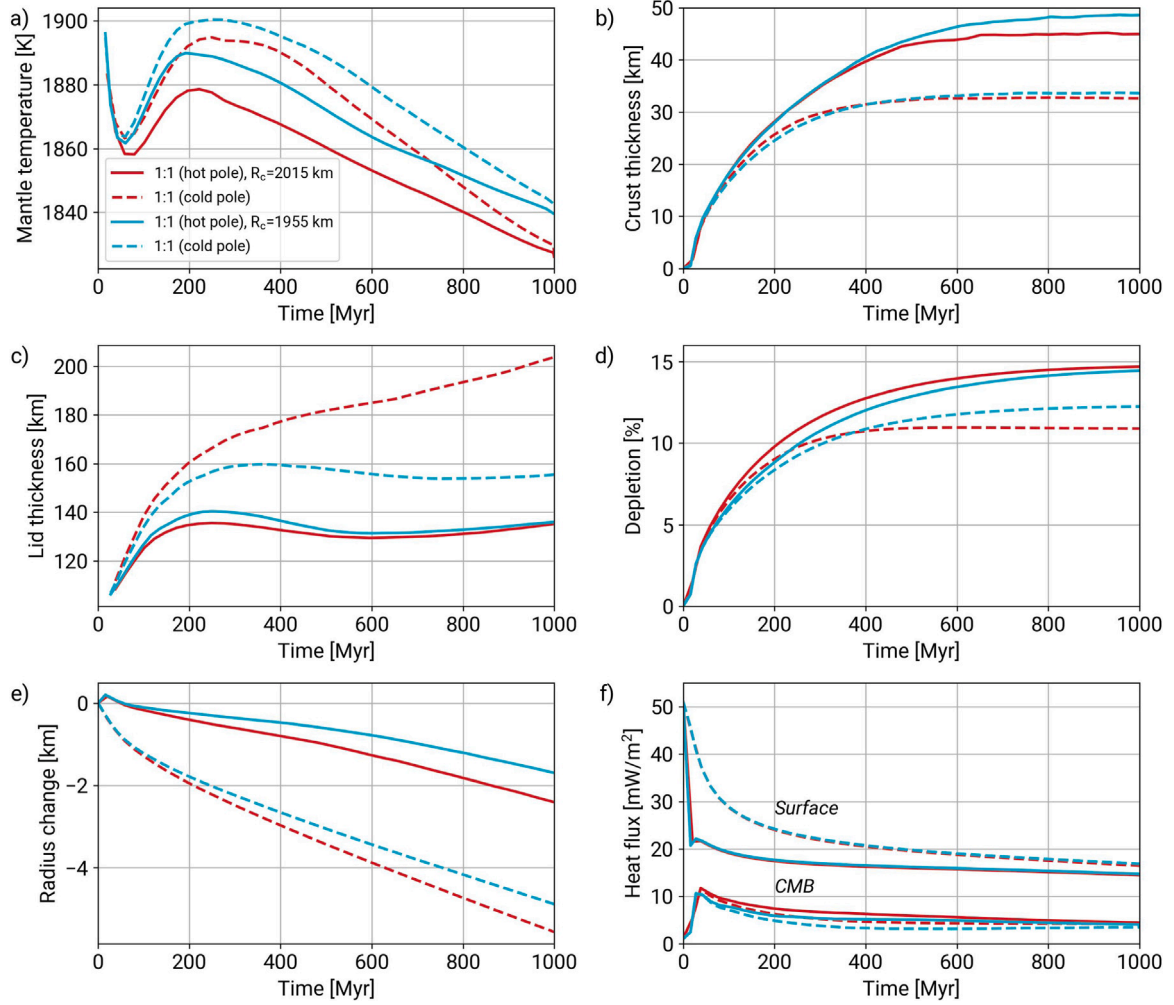 a)
Mantle temperature [K]
1900
1880
1860
1840
1:1 (hot pole), Rc=2015 km
1:1 (cold pole)
1:1 (hot pole), Rc=1955 km
1:1 (cold pole)
0 200 400 600 800 1000
Time [Myr]
b)
Crust thickness [km]
50
40
30
20
10
0
0 200 400 600 800 1000
Time [Myr]
c)
Lid thickness [km]
200
180
160
140
120
0 200 400 600 800 1000
Time [Myr]
d)
Depletion [%]
15
10
5
0
0 200 400 600 800 1000
Time [Myr]
e)
Radius change [km]
0
−2
−4
0 200 400 600 800 1000
Time [Myr]
f)
Heat flux [mW/m²]
50
40
30
20
10
0
Surface
CMB
0 200 400 600 800 1000
Time [Myr]